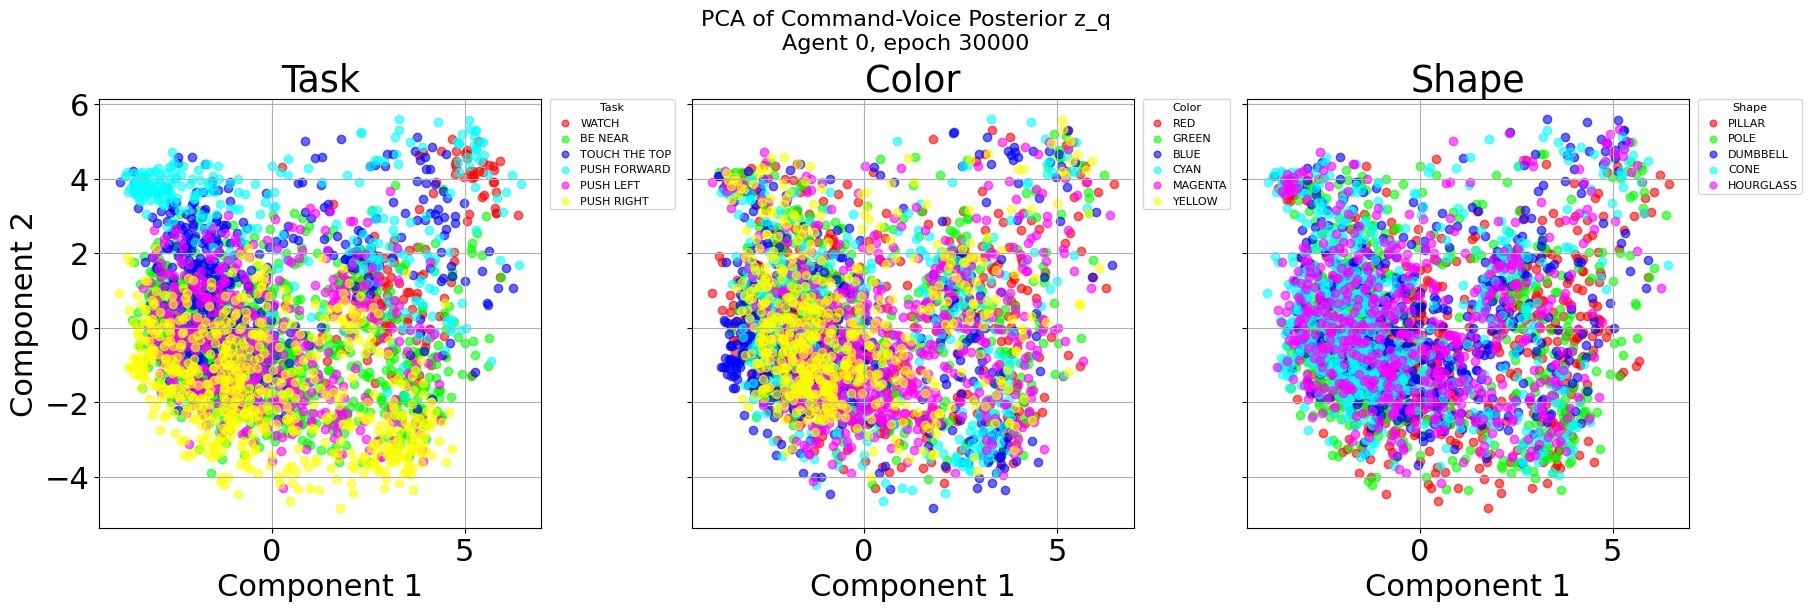 PCA of Command-Voice Posterior z_q
Agent 0, epoch 30000
Task
Color
Shape
Component 2
6
4
2
0
−2
−4
0 5
Component 1
0 5
Component 1
0 5
Component 1
Task
WATCH
BE NEAR
TOUCH THE TOP
PUSH FORWARD
PUSH LEFT
PUSH RIGHT
Color
RED
GREEN
BLUE
CYAN
MAGENTA
YELLOW
Shape
PILLAR
POLE
DUMBBELL
CONE
HOURGLASS